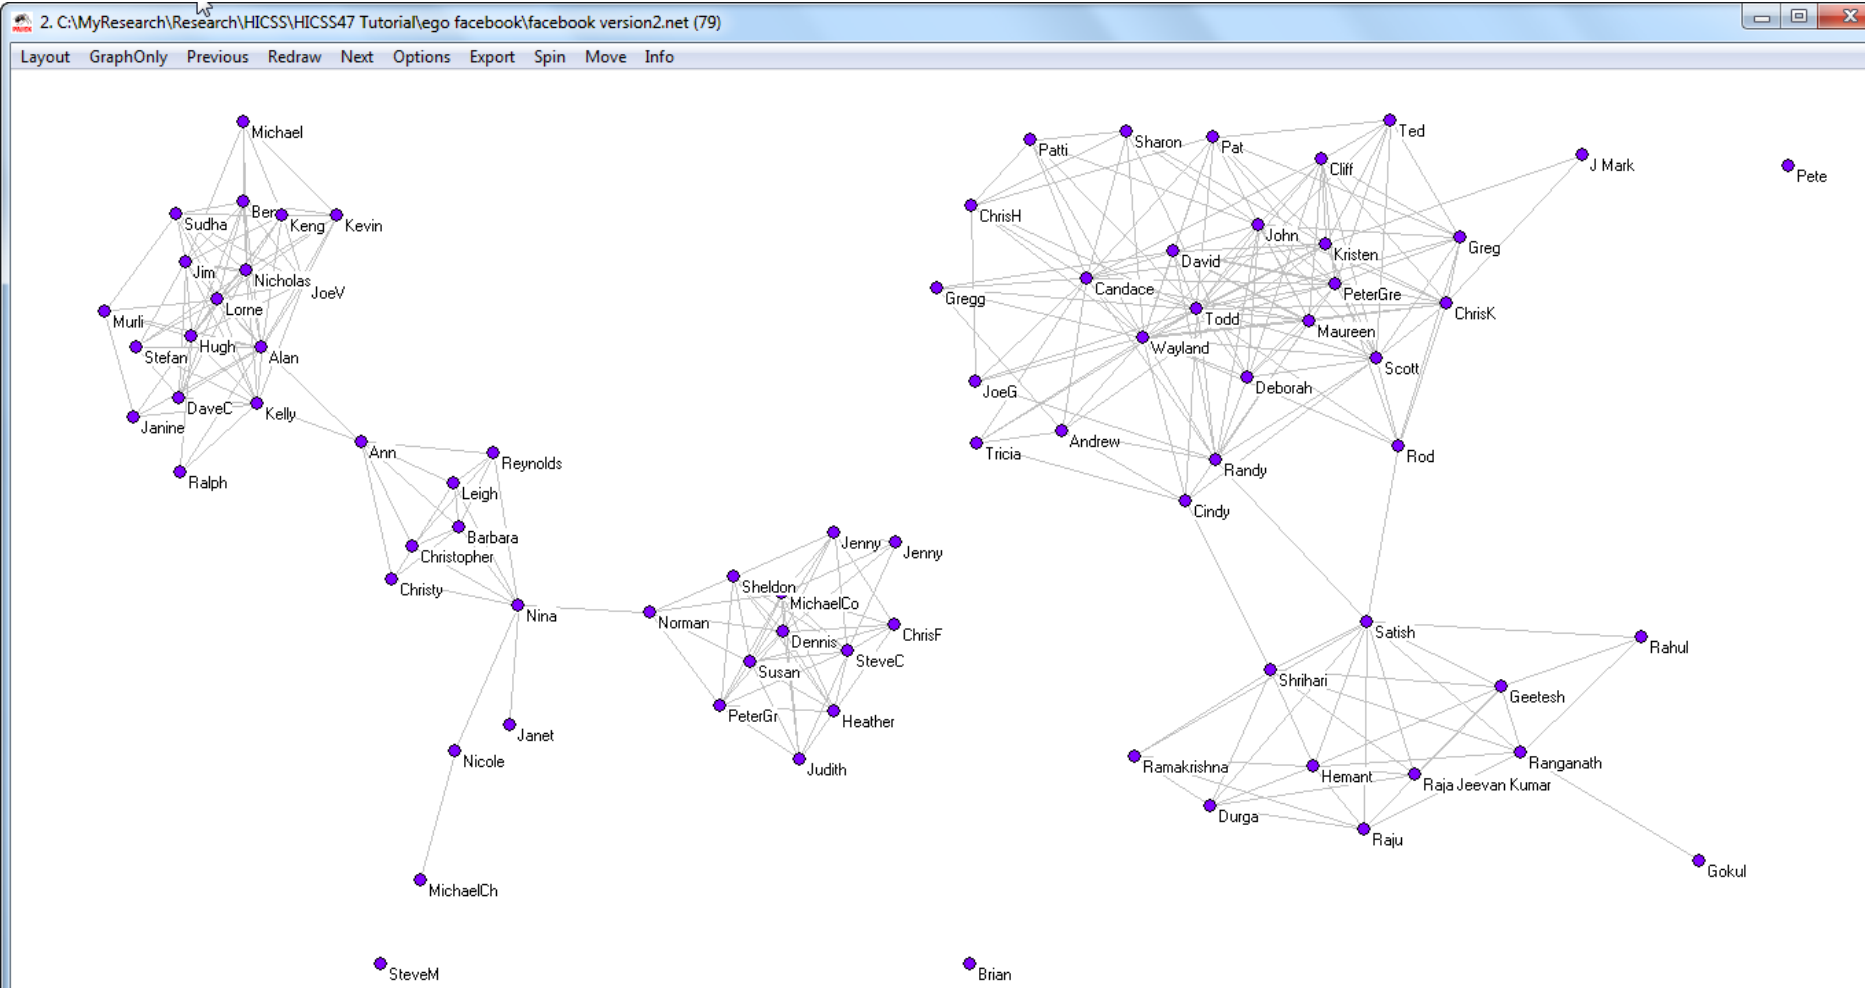 2. C:\MyResearch\Research\HICSS\HICSS47 Tutorial\ego facebook\facebook version2.net (79)
Layout GraphOnly Previous Redraw Next Options Export Spin Move Info
Michael
Patti
Sharon
Pat
Ted
Cliff
J Mark
Pete
Sudha
Ben
Keng
Kevin
ChrisH
John
Kristen
Greg
Jim
Nicholas
JoeV
David
Candace
PeterGre
Gregg
Lorne
Murli
Todd
Maureen
ChrisK
Hugh
Stefan
Alan
Wayland
Scott
DaveC
Kelly
Janine
JoeG
Deborah
Andrew
Tricia
Ann
Reynolds
Randy
Rod
Ralph
Leigh
Cindy
Barbara
Christopher
Jenny
Jenny
Christy
Sheldon
MichaelCo
Nina
Norman
Dennis
ChrisF
SteveC
Susan
Satish
Rahul
Shrihari
Geetesh
PeterGr
Heather
Janet
Nicole
Judith
Ramakrishna
Hemant
Raja Jeevan Kumar
Ranganath
Durga
Raju
Gokul
MichaelCh
SteveM
Brian